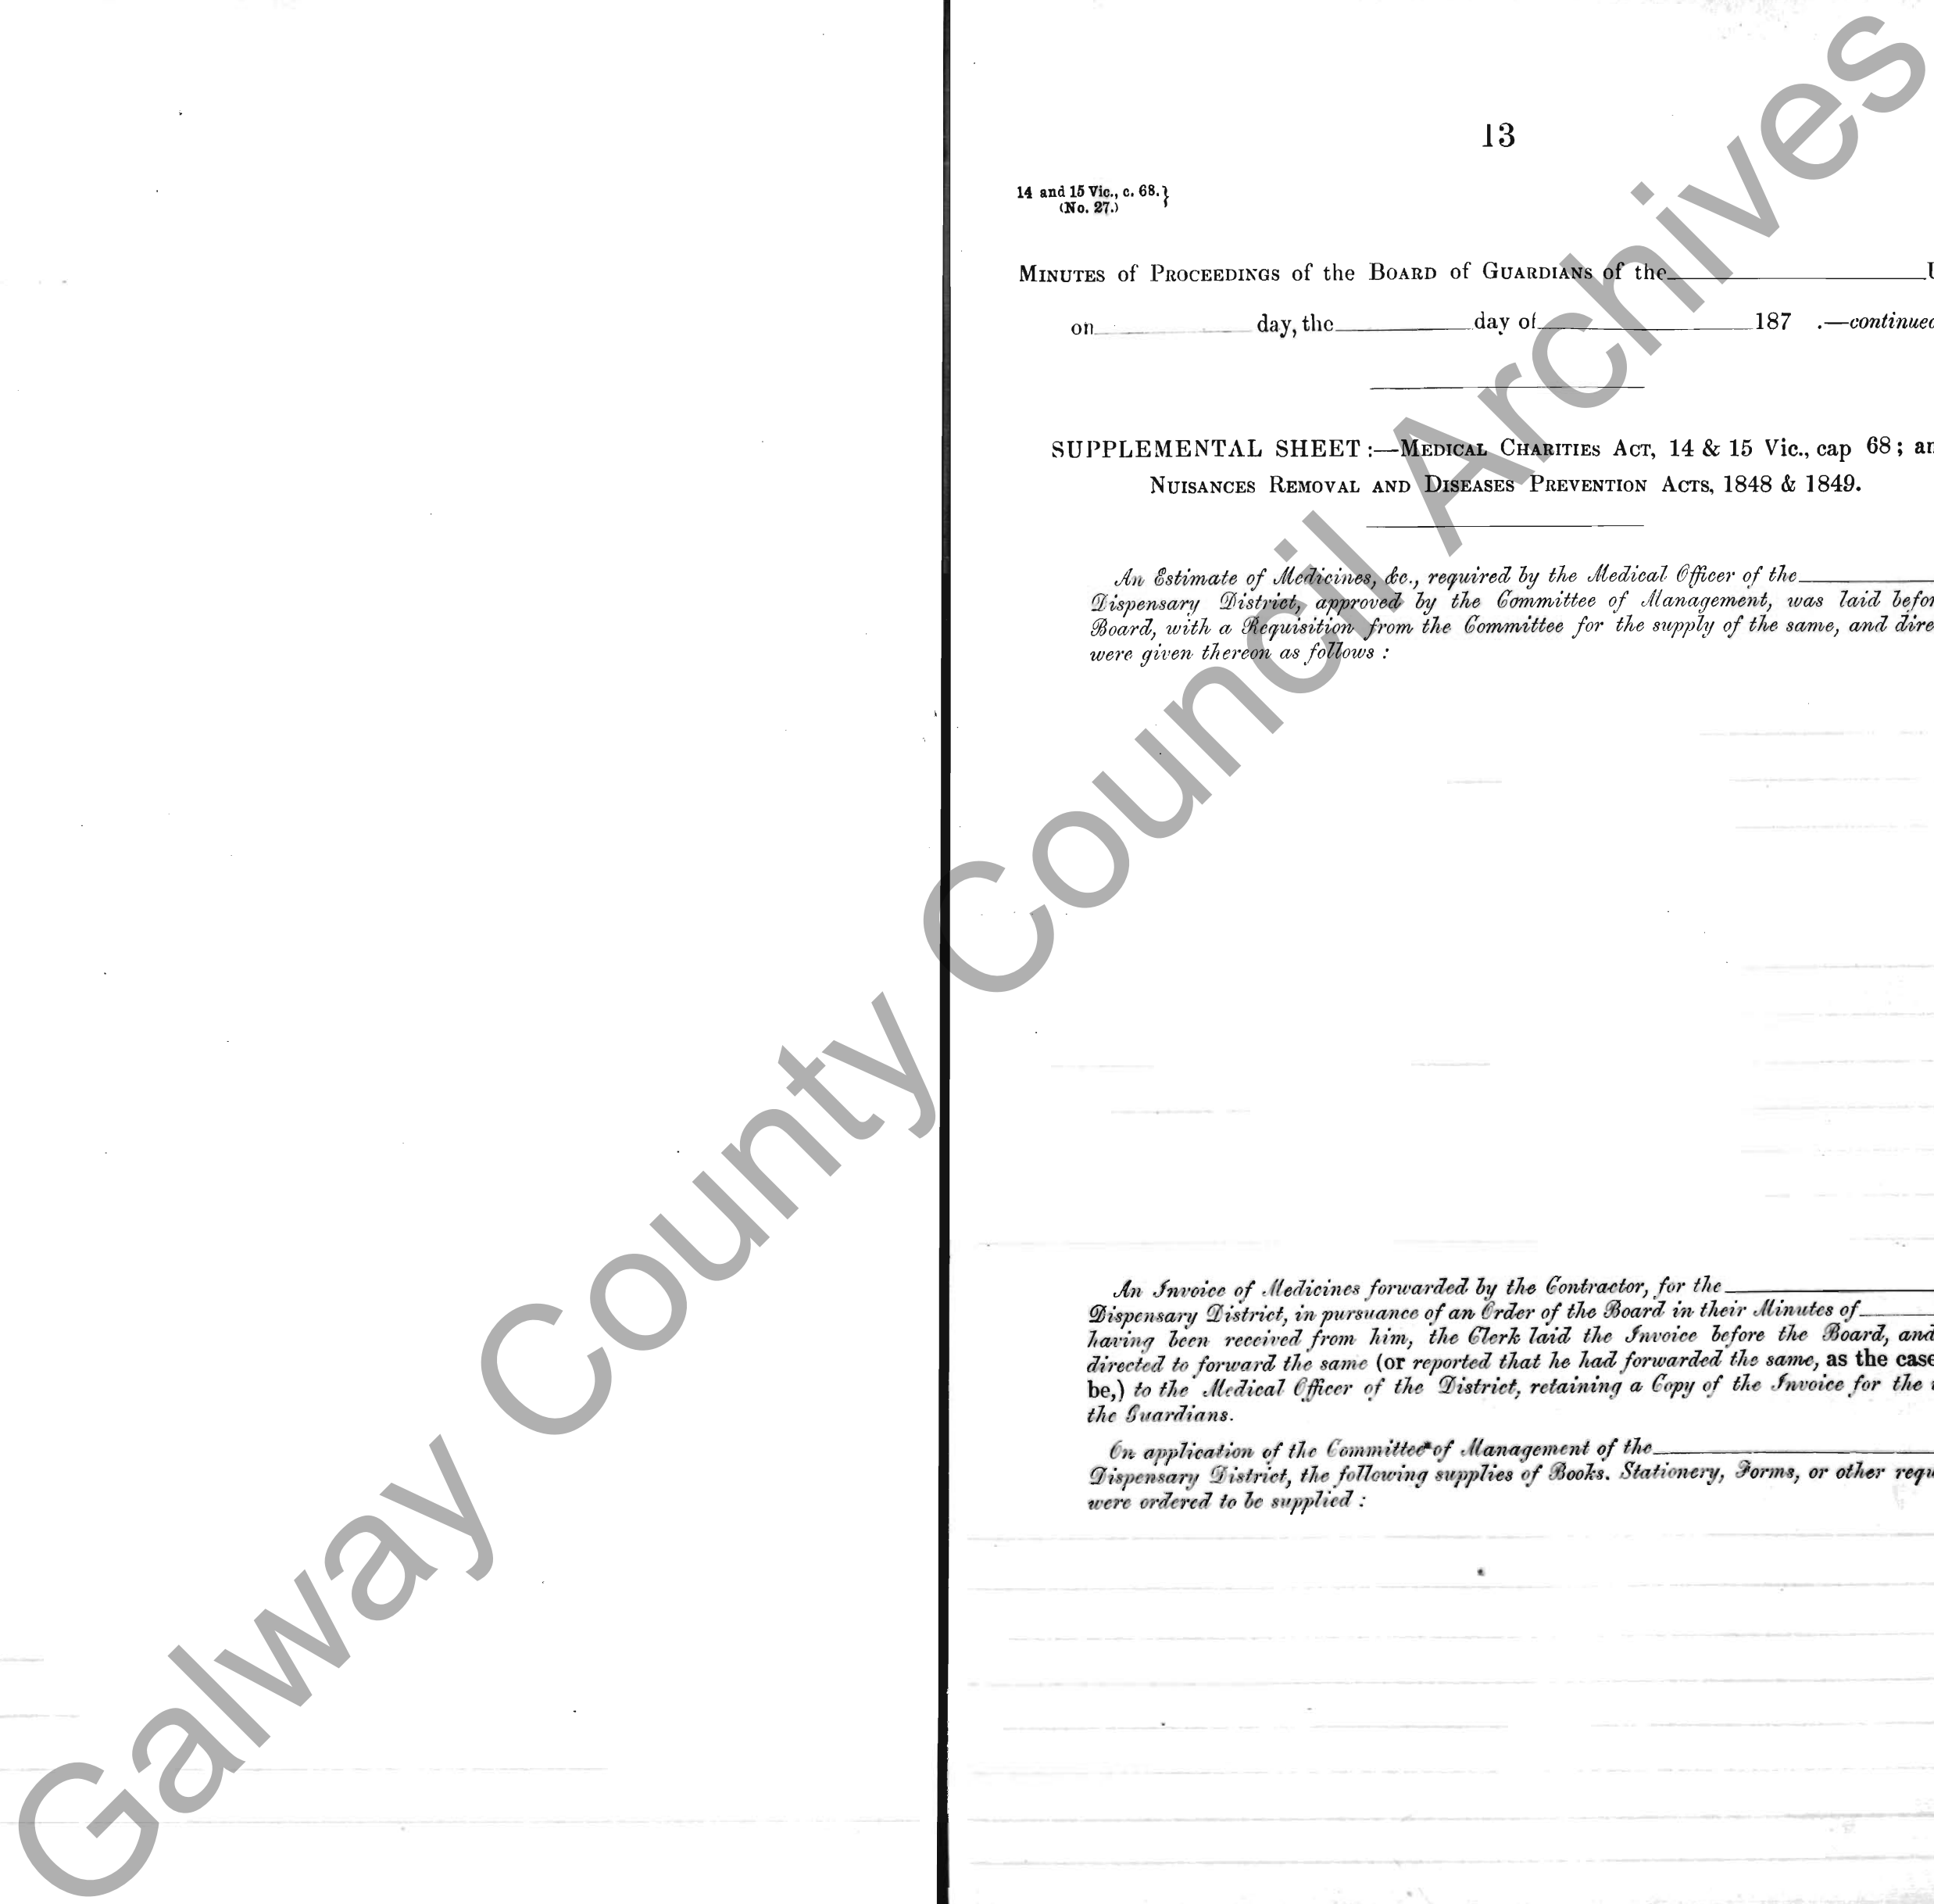 13
14 and 15 Vic., c. 68.}
(No. 27.)
MINUTES of PROCEEDINGS of the BOARD of GUARDIANS of the
on day, the day of 187 .—continued
SUPPLEMENTAL SHEET :—MEDICAL CHARITIES ACT, 14 & 15 Vic., cap 68; an
NUISANCES REMOVAL AND DISEASES PREVENTION ACTS, 1848 & 1849.
An Estimate of Medicines, &c., required by the Medical Officer of the
Dispensary District, approved by the Committee of Management, was laid befor
Board, with a Requisition from the Committee for the supply of the same, and dire
were given thereon as follows :
An Invoice of Medicines forwarded by the Contractor, for the
Dispensary District, in pursuance of an Order of the Board in their Minutes of
having been received from him, the Clerk laid the Invoice before the Board, and
directed to forward the same (or reported that he had forwarded the same, as the case
be,) to the Medical Officer of the District, retaining a Copy of the Invoice for the
the Guardians.
On application of the Committee of Management of the
Dispensary District, the following supplies of Books. Stationery, Forms, or other requ
were ordered to be supplied :
Galway County Council Archives